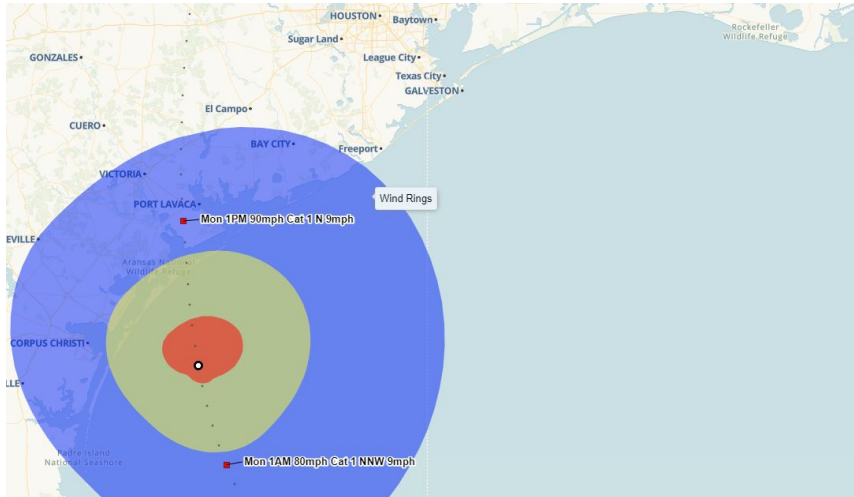 HOUSTON
Baytown
Rockefeller
Wildlife Refuge
Sugar Land
GONZALES
League City
Texas City
GALVESTON
El Campo
CUERO
BAY CITY
Freeport
VICTORIA
Wind Rings
PORT LAVACA
Mon 1PM 90mph Cat 1 N 9mph
EVILLE
Aransas National
Wildlife Refuge
CORPUS CHRISTI
LLE
Padre Island
National Seashore
Mon 1AM 80mph Cat 1 NNW 9mph